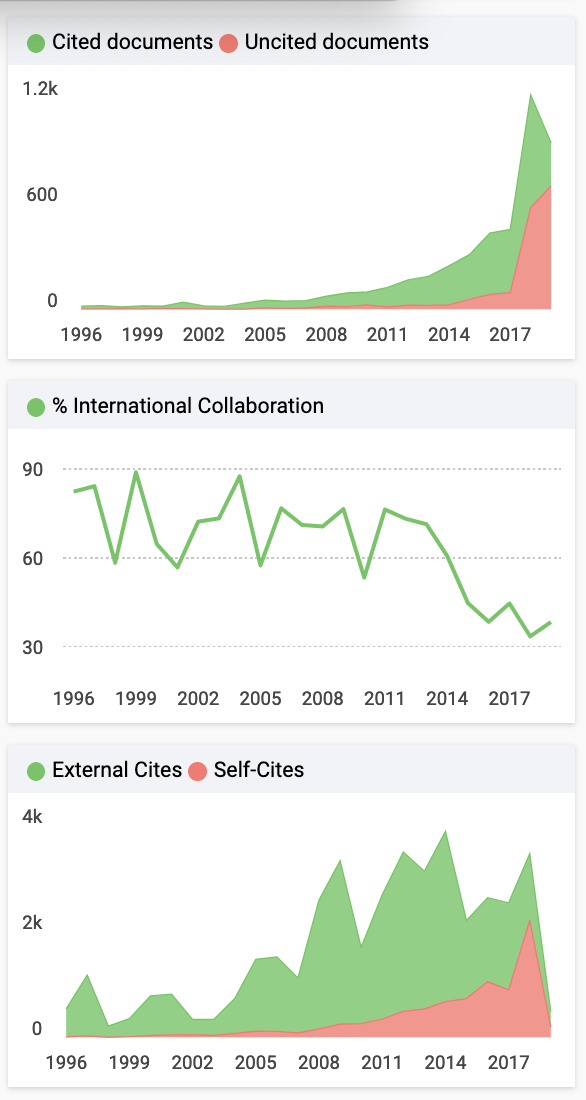 Cited documents Uncited documents
1.2k
600
0
1996 1999 2002 2005 2008 2011 2014 2017
% International Collaboration
90
60
30
1996 1999 2002 2005 2008 2011 2014 2017
External Cites Self-Cites
4k
2k
0
1996 1999 2002 2005 2008 2011 2014 2017